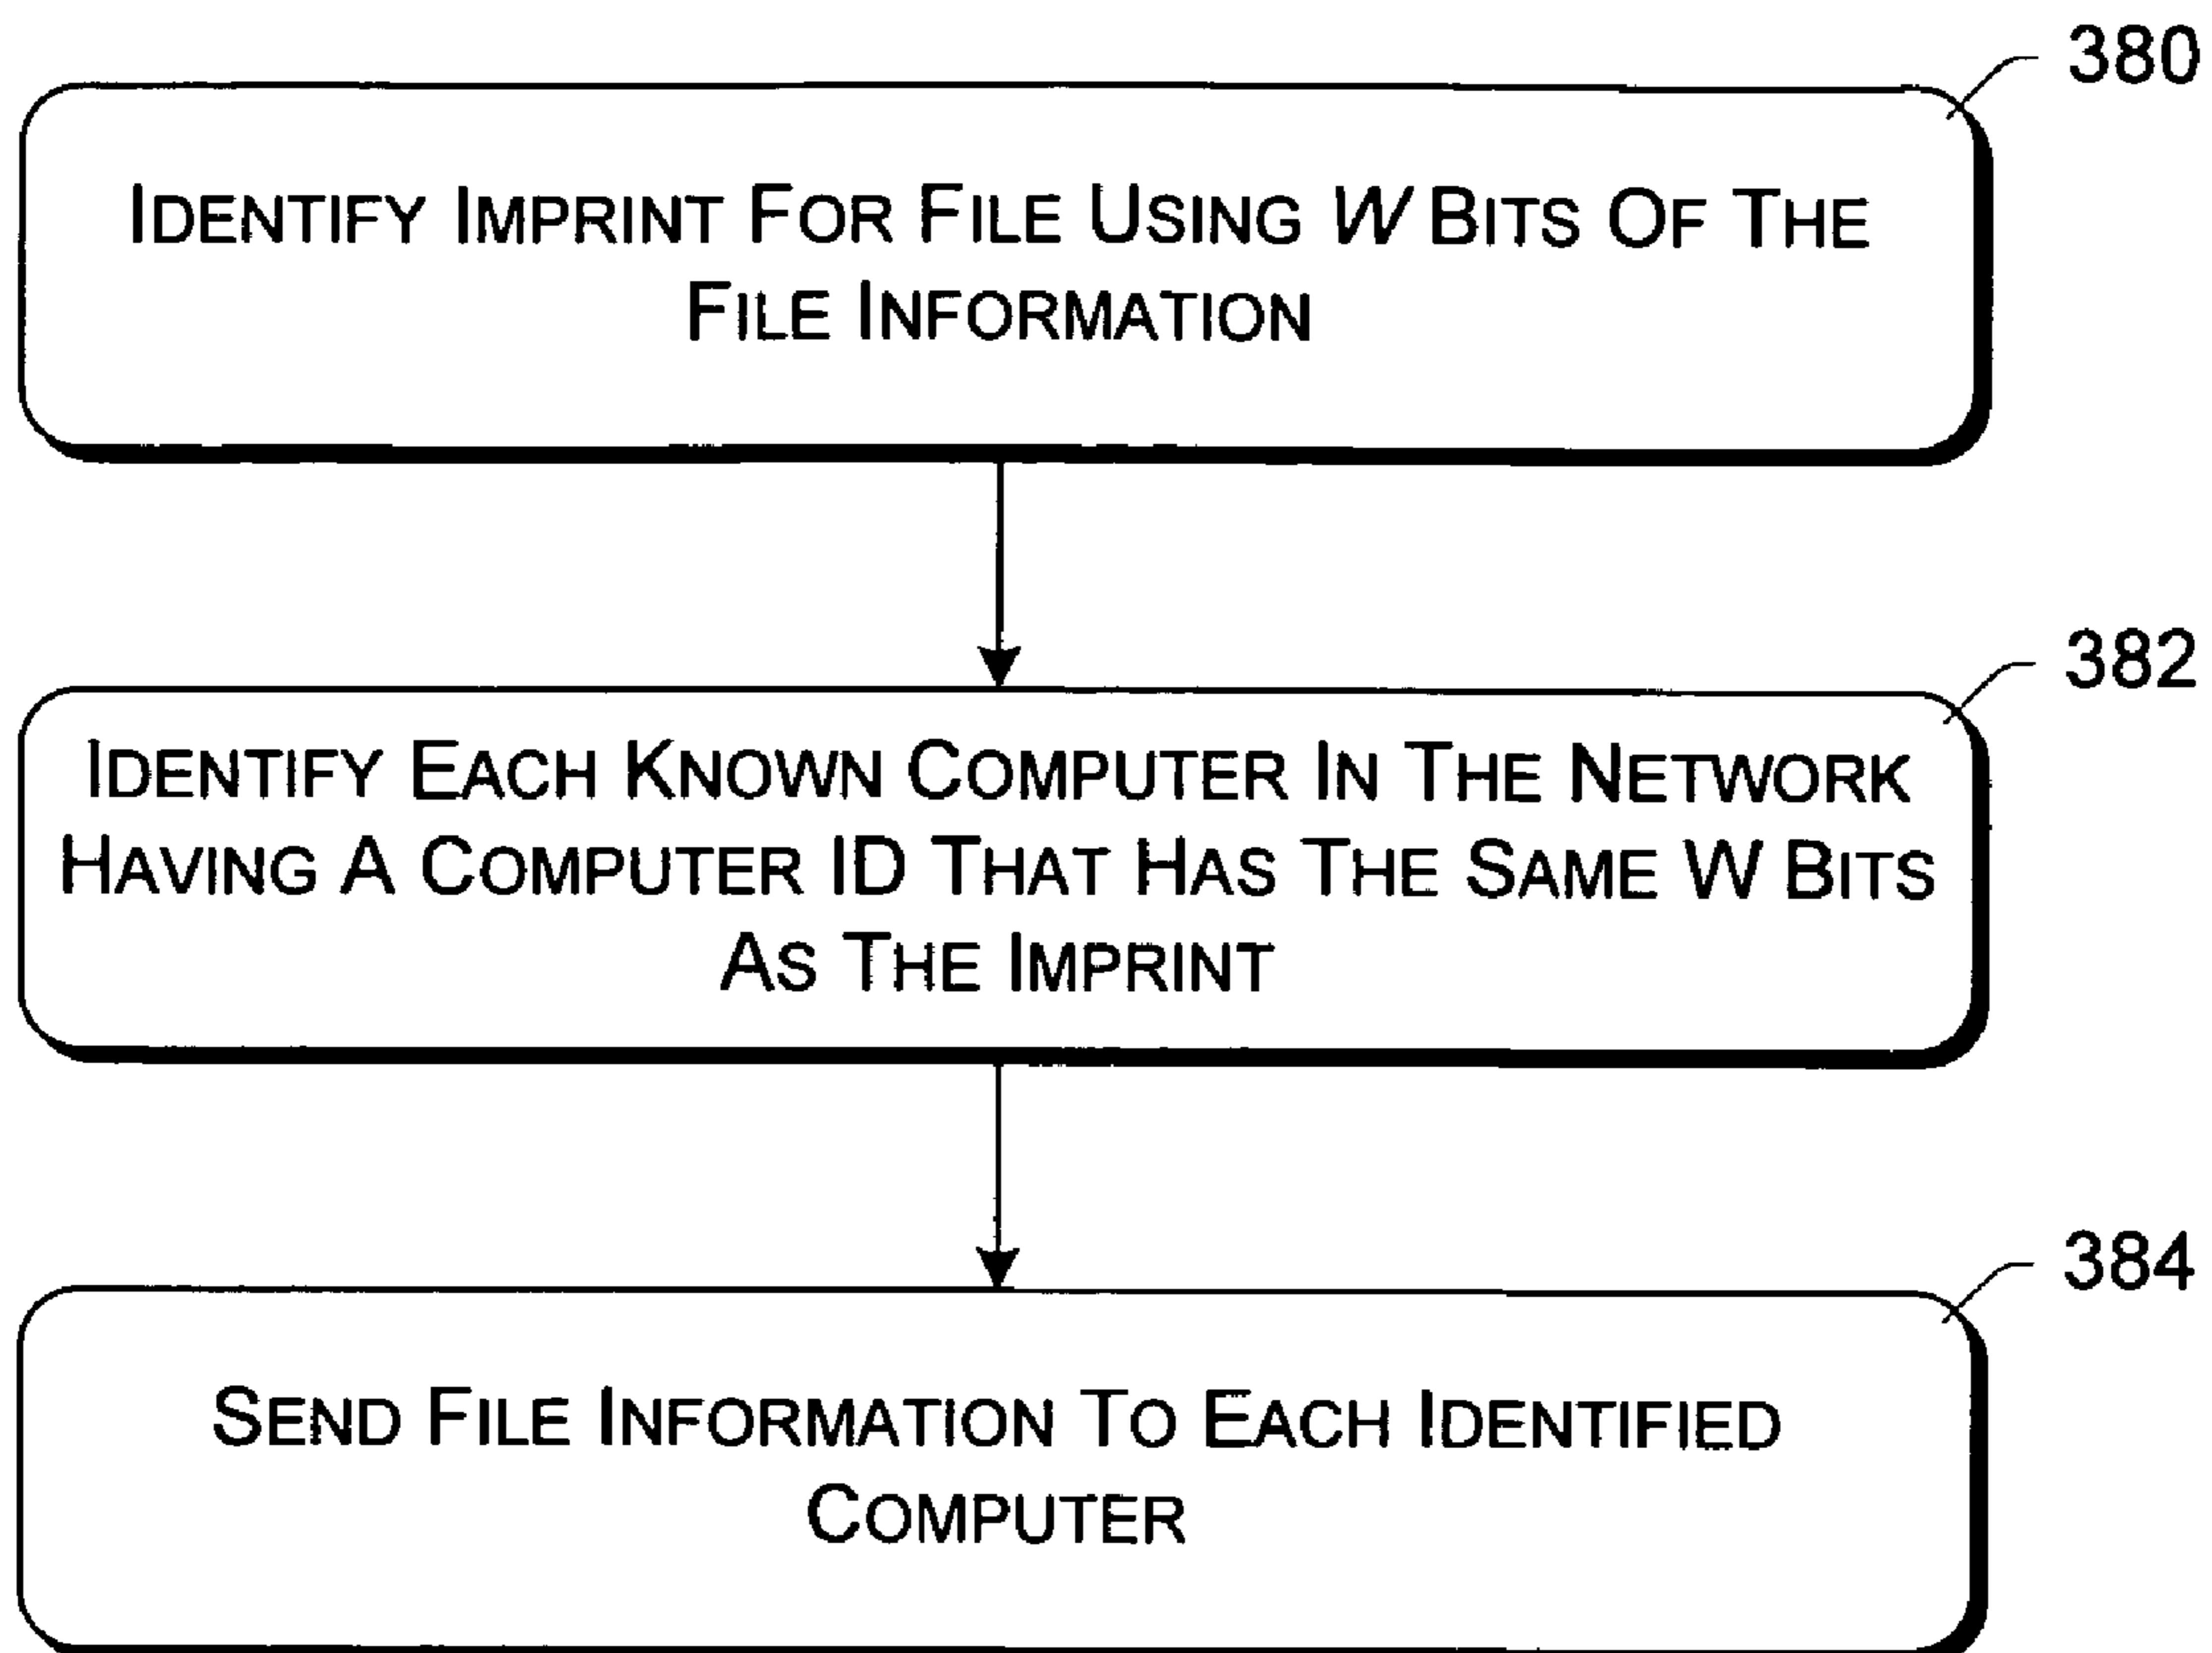 380
IDENTIFY IMPRINT FOR FILE USING W BITS OF THE
FILE INFORMATION
382
IDENTIFY EACH KNOWN COMPUTER IN THE NETWORK
HAVING A COMPUTER ID THAT HAS THE SAME W BITS
AS THE IMPRINT
384
SEND FILE INFORMATION TO EACH IDENTIFIED
COMPUTER